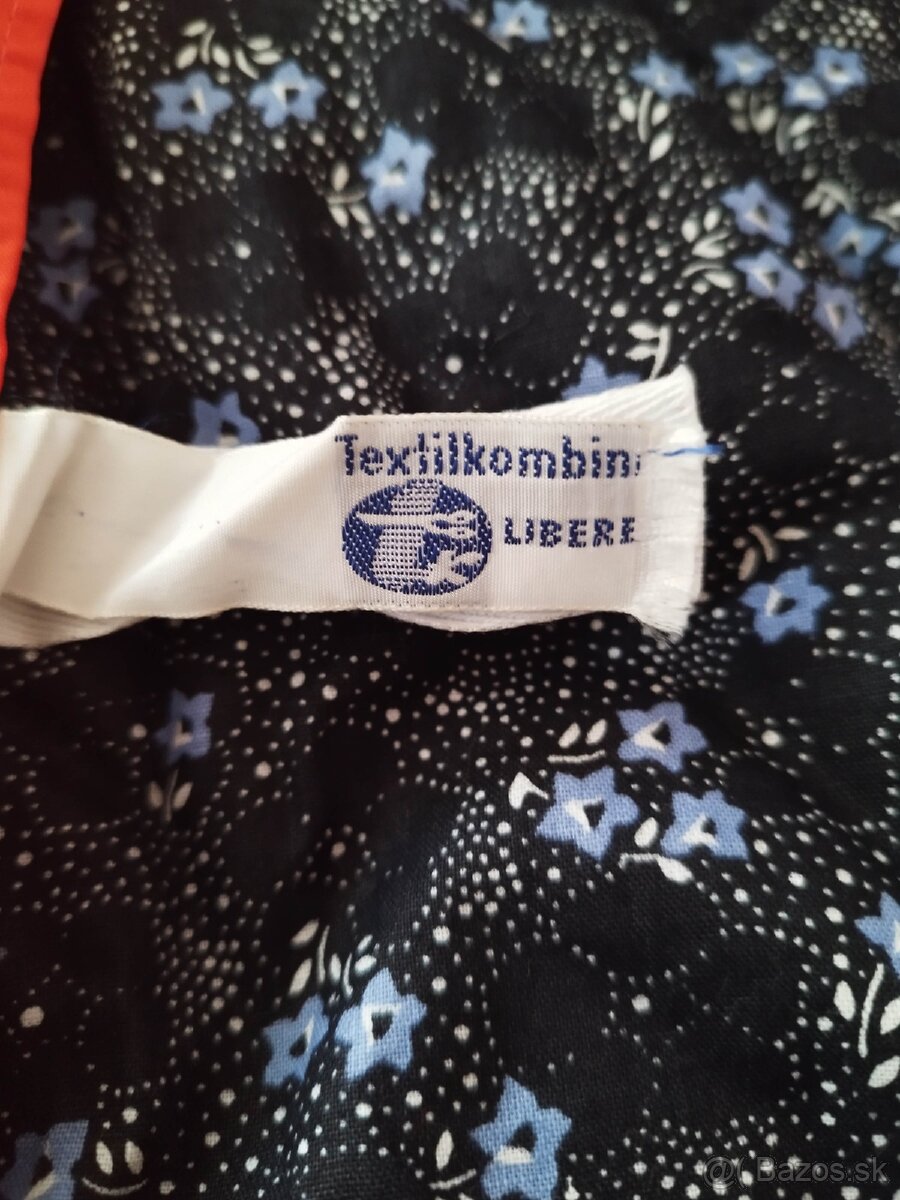 Textilkombin
LIBERE
@( Bazos.sk